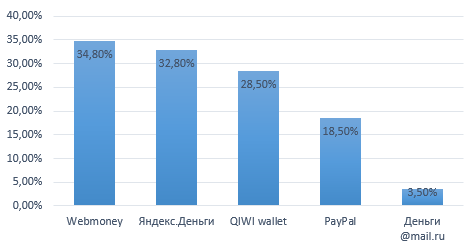 40,00%
35,00%
30,00%
25,00%
20,00%
15,00%
10,00%
5,00%
0,00%
34,80%
32,80%
28,50%
18,50%
3,50%
Webmoney
Яндекс.Деньги
QIWI wallet
PayPal
Деньги
@mail.ru